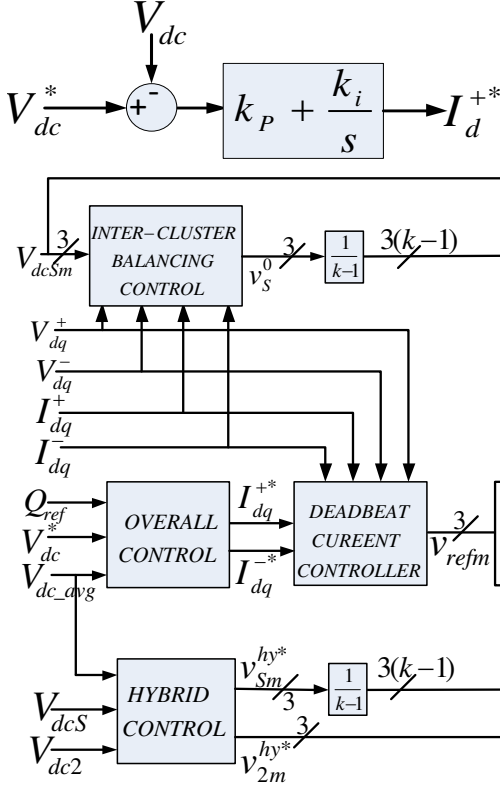 V_dc
V*_dc + - k_P + k_i/s I_d^{+*}
V_dcSm 3 INTER-CLUSTER BALANCING CONTROL 3 v_S^0 1/(k-1) 3(k-1)
V_dq^+
V_dq^-
I_dq^+
I_dq^-
Q_ref
V*_dc
V_dc_avg
OVERALL
CONTROL
I_dq^{+*}
I_dq^{-*}
DEADBEAT
CUREENT
CONTROLLER
3
v_refm
V_dcS
V_dc2
HYBRID
CONTROL
v_Sm^{hy*}
3
1/(k-1)
3(k-1)
v_2m^{hy*}
3